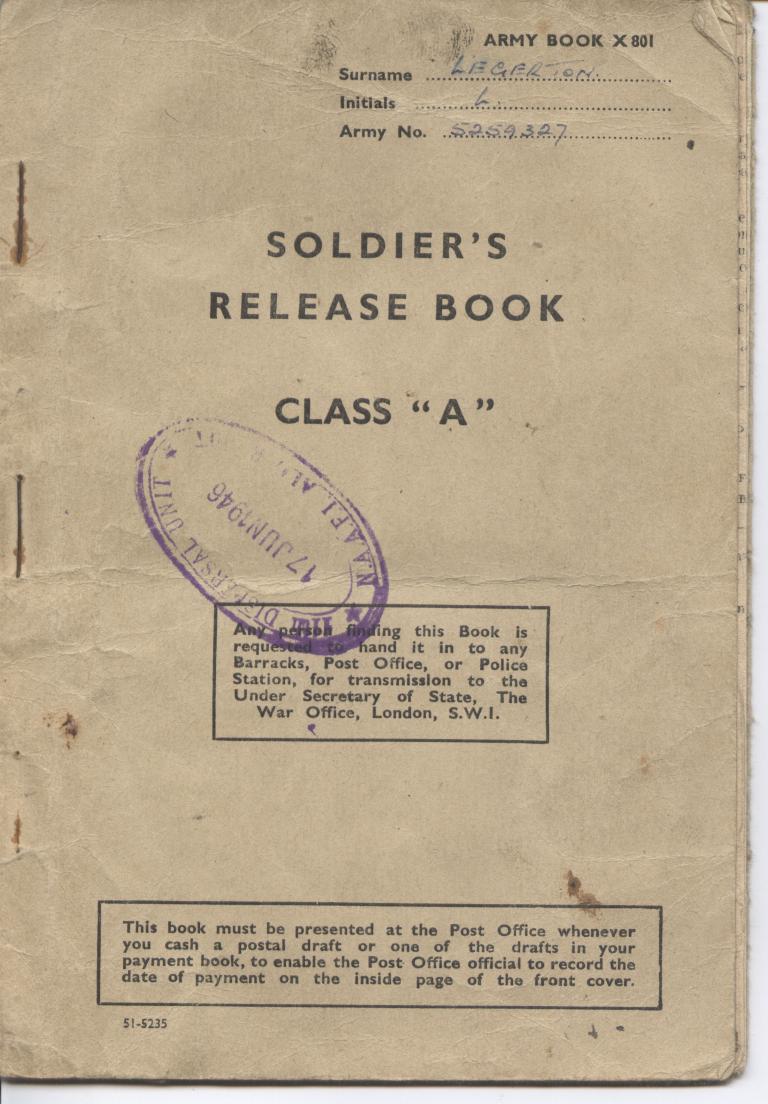 ARMY BOOK X 801
Surname LEGERTON.
Initials L.
Army No. 5259327
SOLDIER'S
RELEASE BOOK
CLASS “A”
DISPERSAL UNIT
17 JUN 1946
Any person finding this Book is
requested to hand it in to any
Barracks, Post Office, or Police
Station, for transmission to the
Under Secretary of State, The
War Office, London, S.W.1.
This book must be presented at the Post Office whenever
you cash a postal draft or one of the drafts in your
payment book, to enable the Post Office official to record the
date of payment on the inside page of the front cover.
51-5235